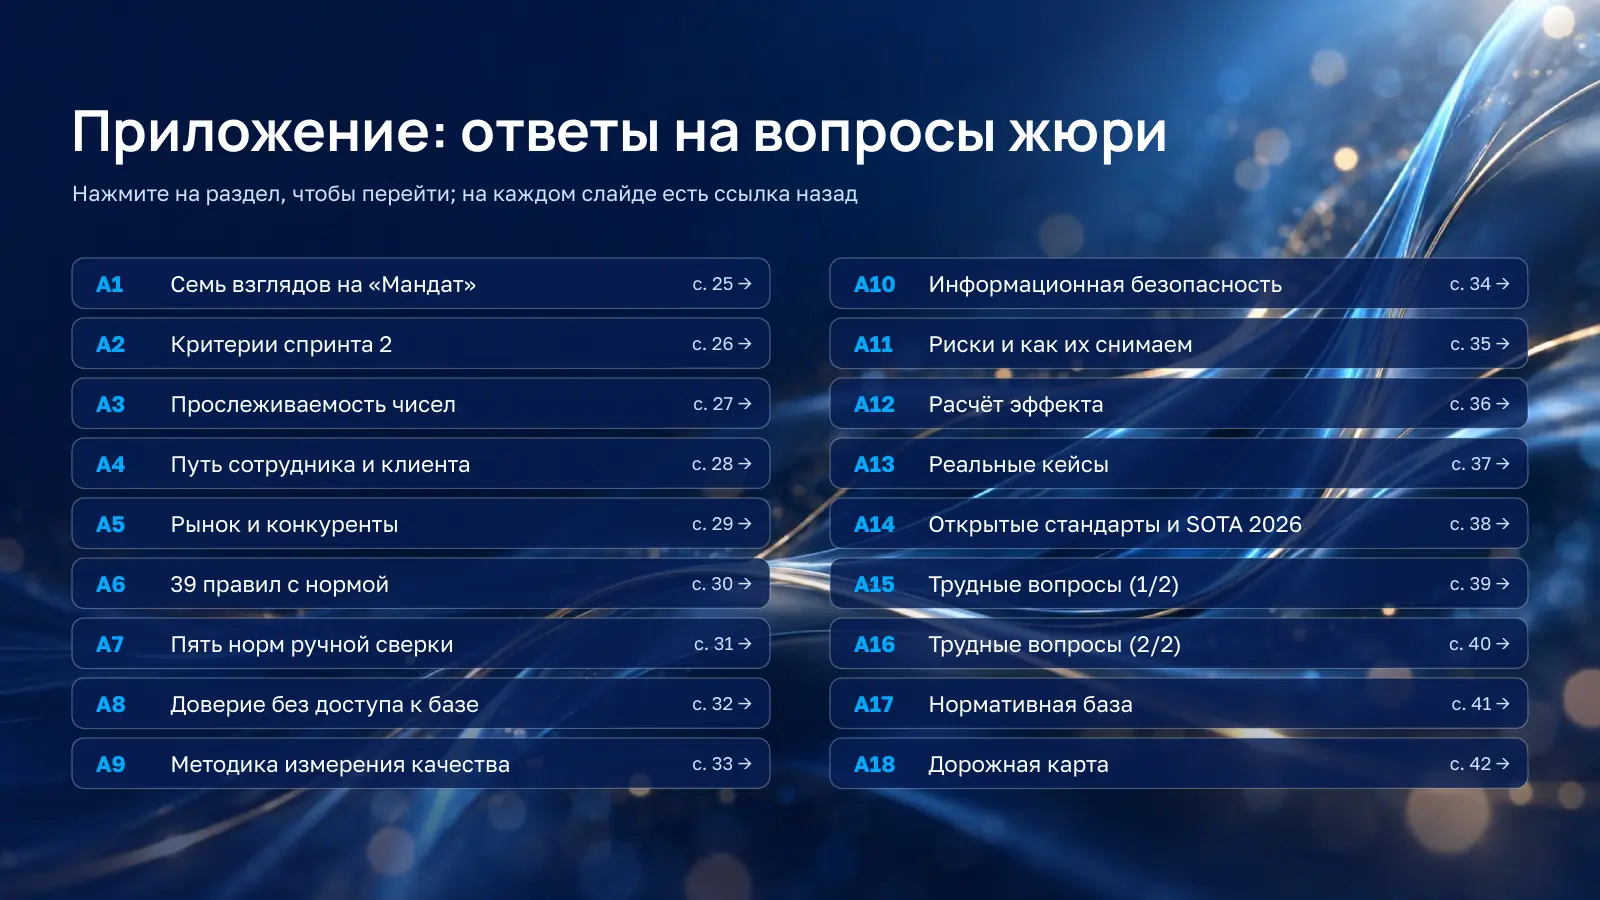 Приложение: ответы на вопросы жюри
Нажмите на раздел, чтобы перейти; на каждом слайде есть ссылка назад
A1 Семь взглядов на «Мандат» с. 25 →
A2 Критерии спринта 2 с. 26 →
A3 Прослеживаемость чисел с. 27 →
A4 Путь сотрудника и клиента с. 28 →
A5 Рынок и конкуренты с. 29 →
A6 39 правил с нормой с. 30 →
A7 Пять норм ручной сверки с. 31 →
A8 Доверие без доступа к базе с. 32 →
A9 Методика измерения качества с. 33 →
A10 Информационная безопасность с. 34 →
A11 Риски и как их снимаем с. 35 →
A12 Расчёт эффекта с. 36 →
A13 Реальные кейсы с. 37 →
A14 Открытые стандарты и SOTA 2026 с. 38 →
A15 Трудные вопросы (1/2) с. 39 →
A16 Трудные вопросы (2/2) с. 40 →
A17 Нормативная база с. 41 →
A18 Дорожная карта с. 42 →